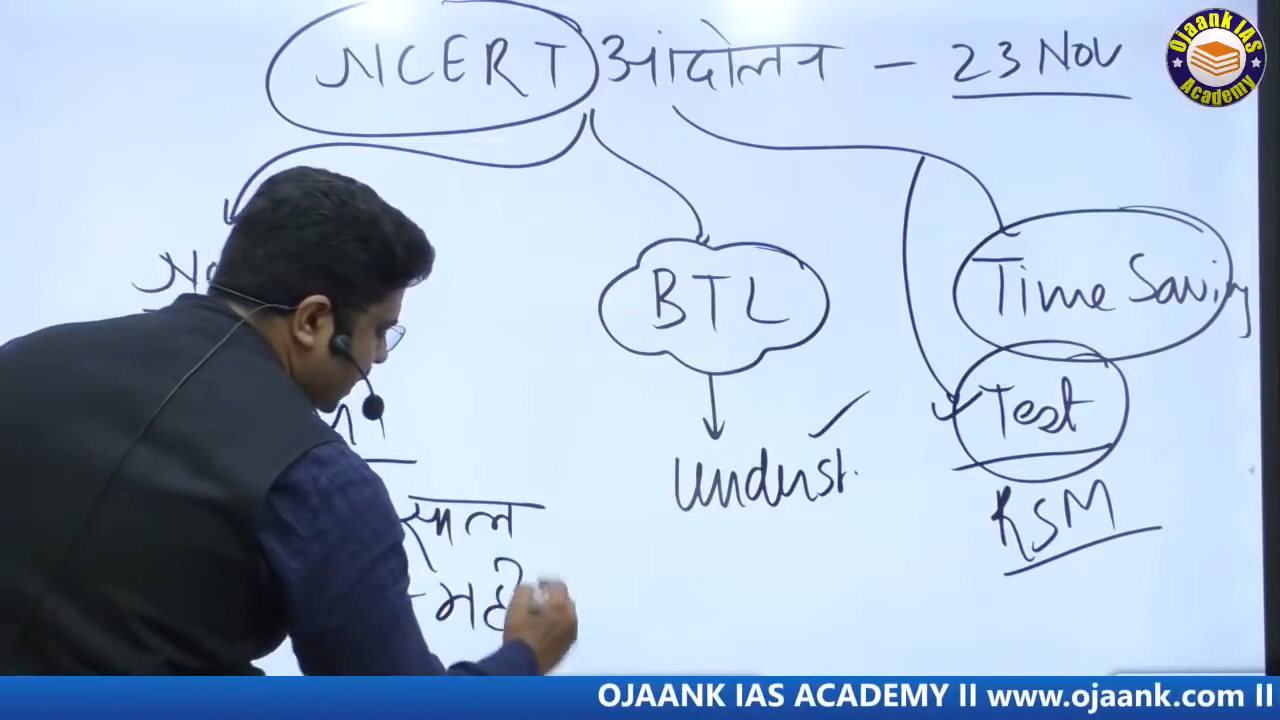 NCERT आंदोलन - 23 Nov
Ojaank IAS
Academy
BTL
Time Saving
Test
Underst.
RSM
साल
OJAANK IAS ACADEMY II www.ojaank.com II